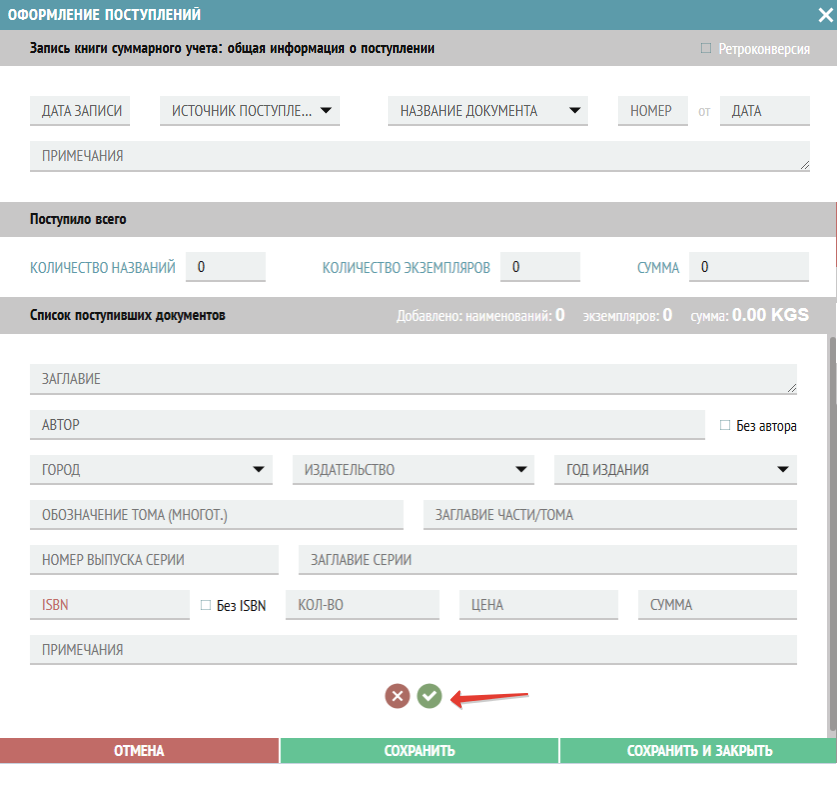 ОФОРМЛЕНИЕ ПОСТУПЛЕНИЙ
Запись книги суммарного учета: общая информация о поступлении Ретроконверсия
ДАТА ЗАПИСИ ИСТОЧНИК ПОСТУПЛЕ... НАЗВАНИЕ ДОКУМЕНТА НОМЕР от ДАТА
ПРИМЕЧАНИЯ
Поступило всего
КОЛИЧЕСТВО НАЗВАНИЙ 0 КОЛИЧЕСТВО ЭКЗЕМПЛЯРОВ 0 СУММА 0
Список поступивших документов Добавлено: наименований: 0 экземпляров: 0 сумма: 0.00 KGS
ЗАГЛАВИЕ
АВТОР Без автора
ГОРОД ИЗДАТЕЛЬСТВО ГОД ИЗДАНИЯ
ОБОЗНАЧЕНИЕ ТОМА (МНОГОТ.) ЗАГЛАВИЕ ЧАСТИ/ТОМА
НОМЕР ВЫПУСКА СЕРИИ ЗАГЛАВИЕ СЕРИИ
ISBN Без ISBN КОЛ-ВО ЦЕНА СУММА
ПРИМЕЧАНИЯ
ОТМЕНА СОХРАНИТЬ СОХРАНИТЬ И ЗАКРЫТЬ